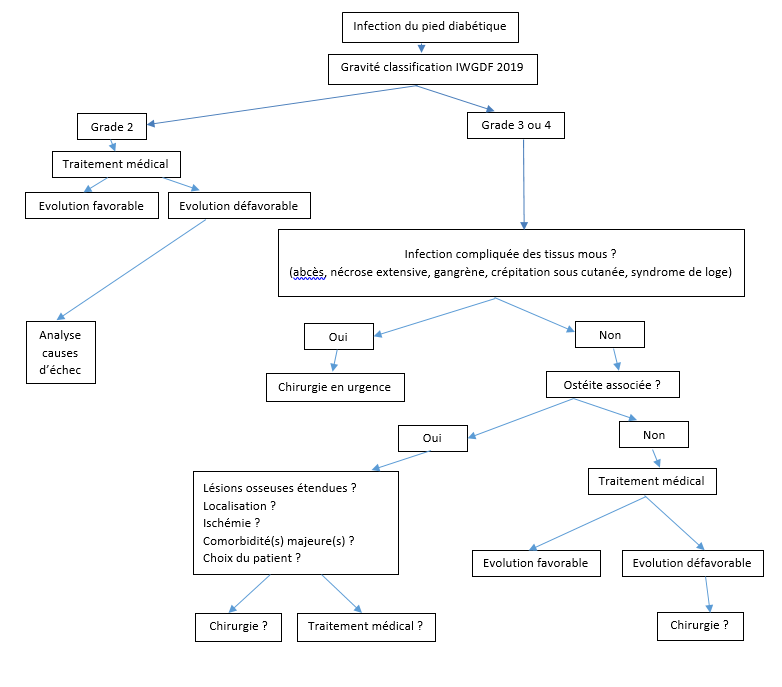 Infection du pied diabétique
Gravité classification IWGDF 2019
Grade 2
Grade 3 ou 4
Traitement médical
Evolution favorable
Evolution défavorable
Infection compliquée des tissus mous ?
(abcès, nécrose extensive, gangrène, crépitation sous cutanée, syndrome de loge)
Analyse
causes
d’échec
Oui
Non
Chirurgie en urgence
Ostéite associée ?
Oui
Non
Lésions osseuses étendues ?
Localisation ?
Ischémie ?
Comorbidité(s) majeure(s) ?
Choix du patient ?
Traitement médical
Evolution favorable
Evolution défavorable
Chirurgie ?
Traitement médical ?
Chirurgie ?